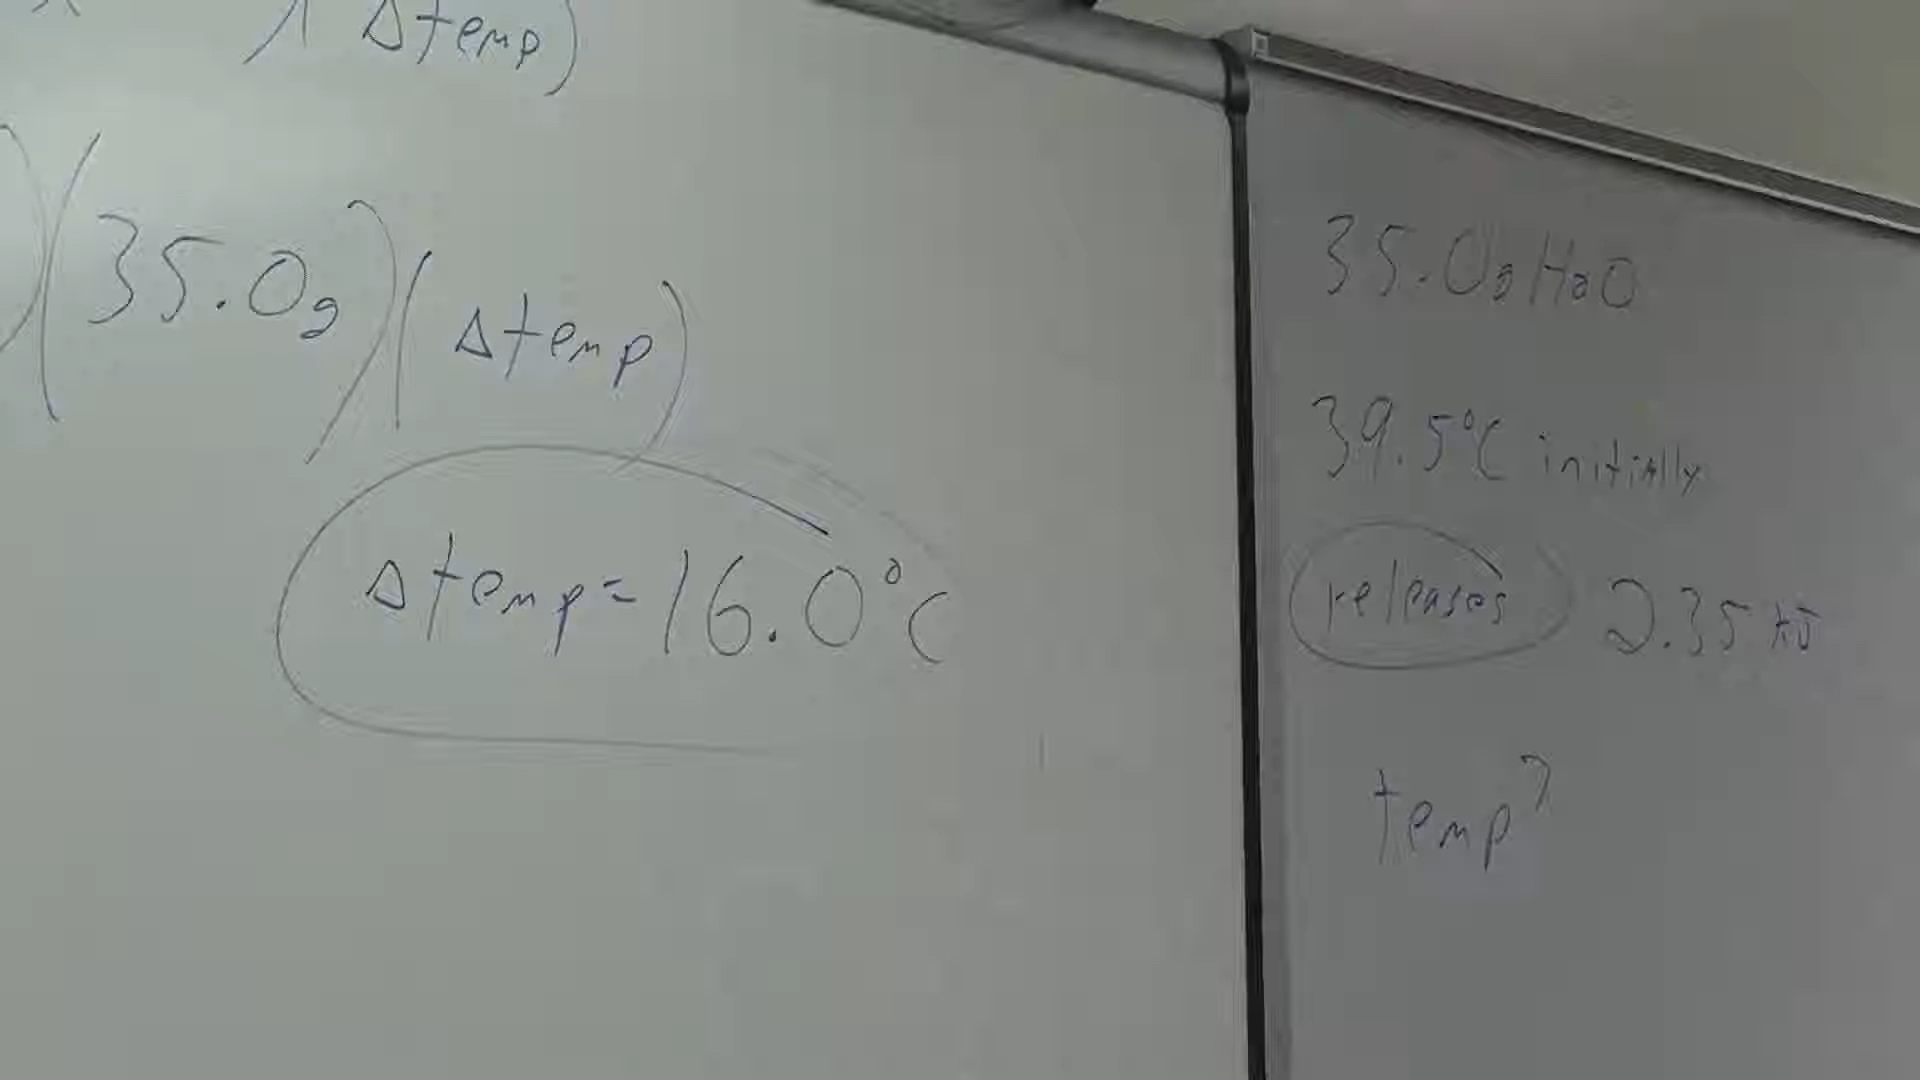 Δtemp)
)(35.0g)(Δtemp)
Δtemp=16.0°C
35.0g H2O
39.5°C initially
releases 2.35 kJ
temp?